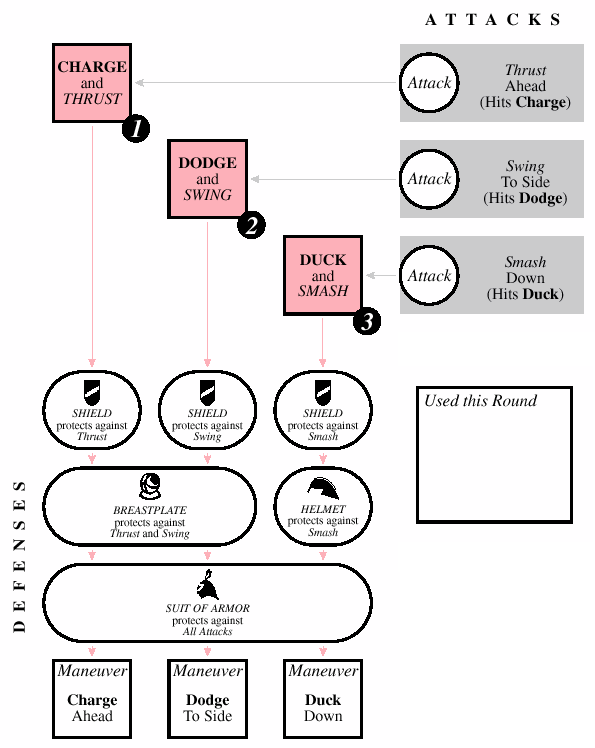 A T T A C K S
CHARGE
and
THRUST
1
Attack
Thrust
Ahead
(Hits Charge)
DODGE
and
SWING
2
Attack
Swing
To Side
(Hits Dodge)
DUCK
and
SMASH
3
Attack
Smash
Down
(Hits Duck)
D E F E N S E S
SHIELD
protects against
Thrust
SHIELD
protects against
Swing
SHIELD
protects against
Smash
Used this Round
BREASTPLATE
protects against
Thrust and Swing
HELMET
protects against
Smash
SUIT OF ARMOR
protects against
All Attacks
Maneuver
Charge
Ahead
Maneuver
Dodge
To Side
Maneuver
Duck
Down